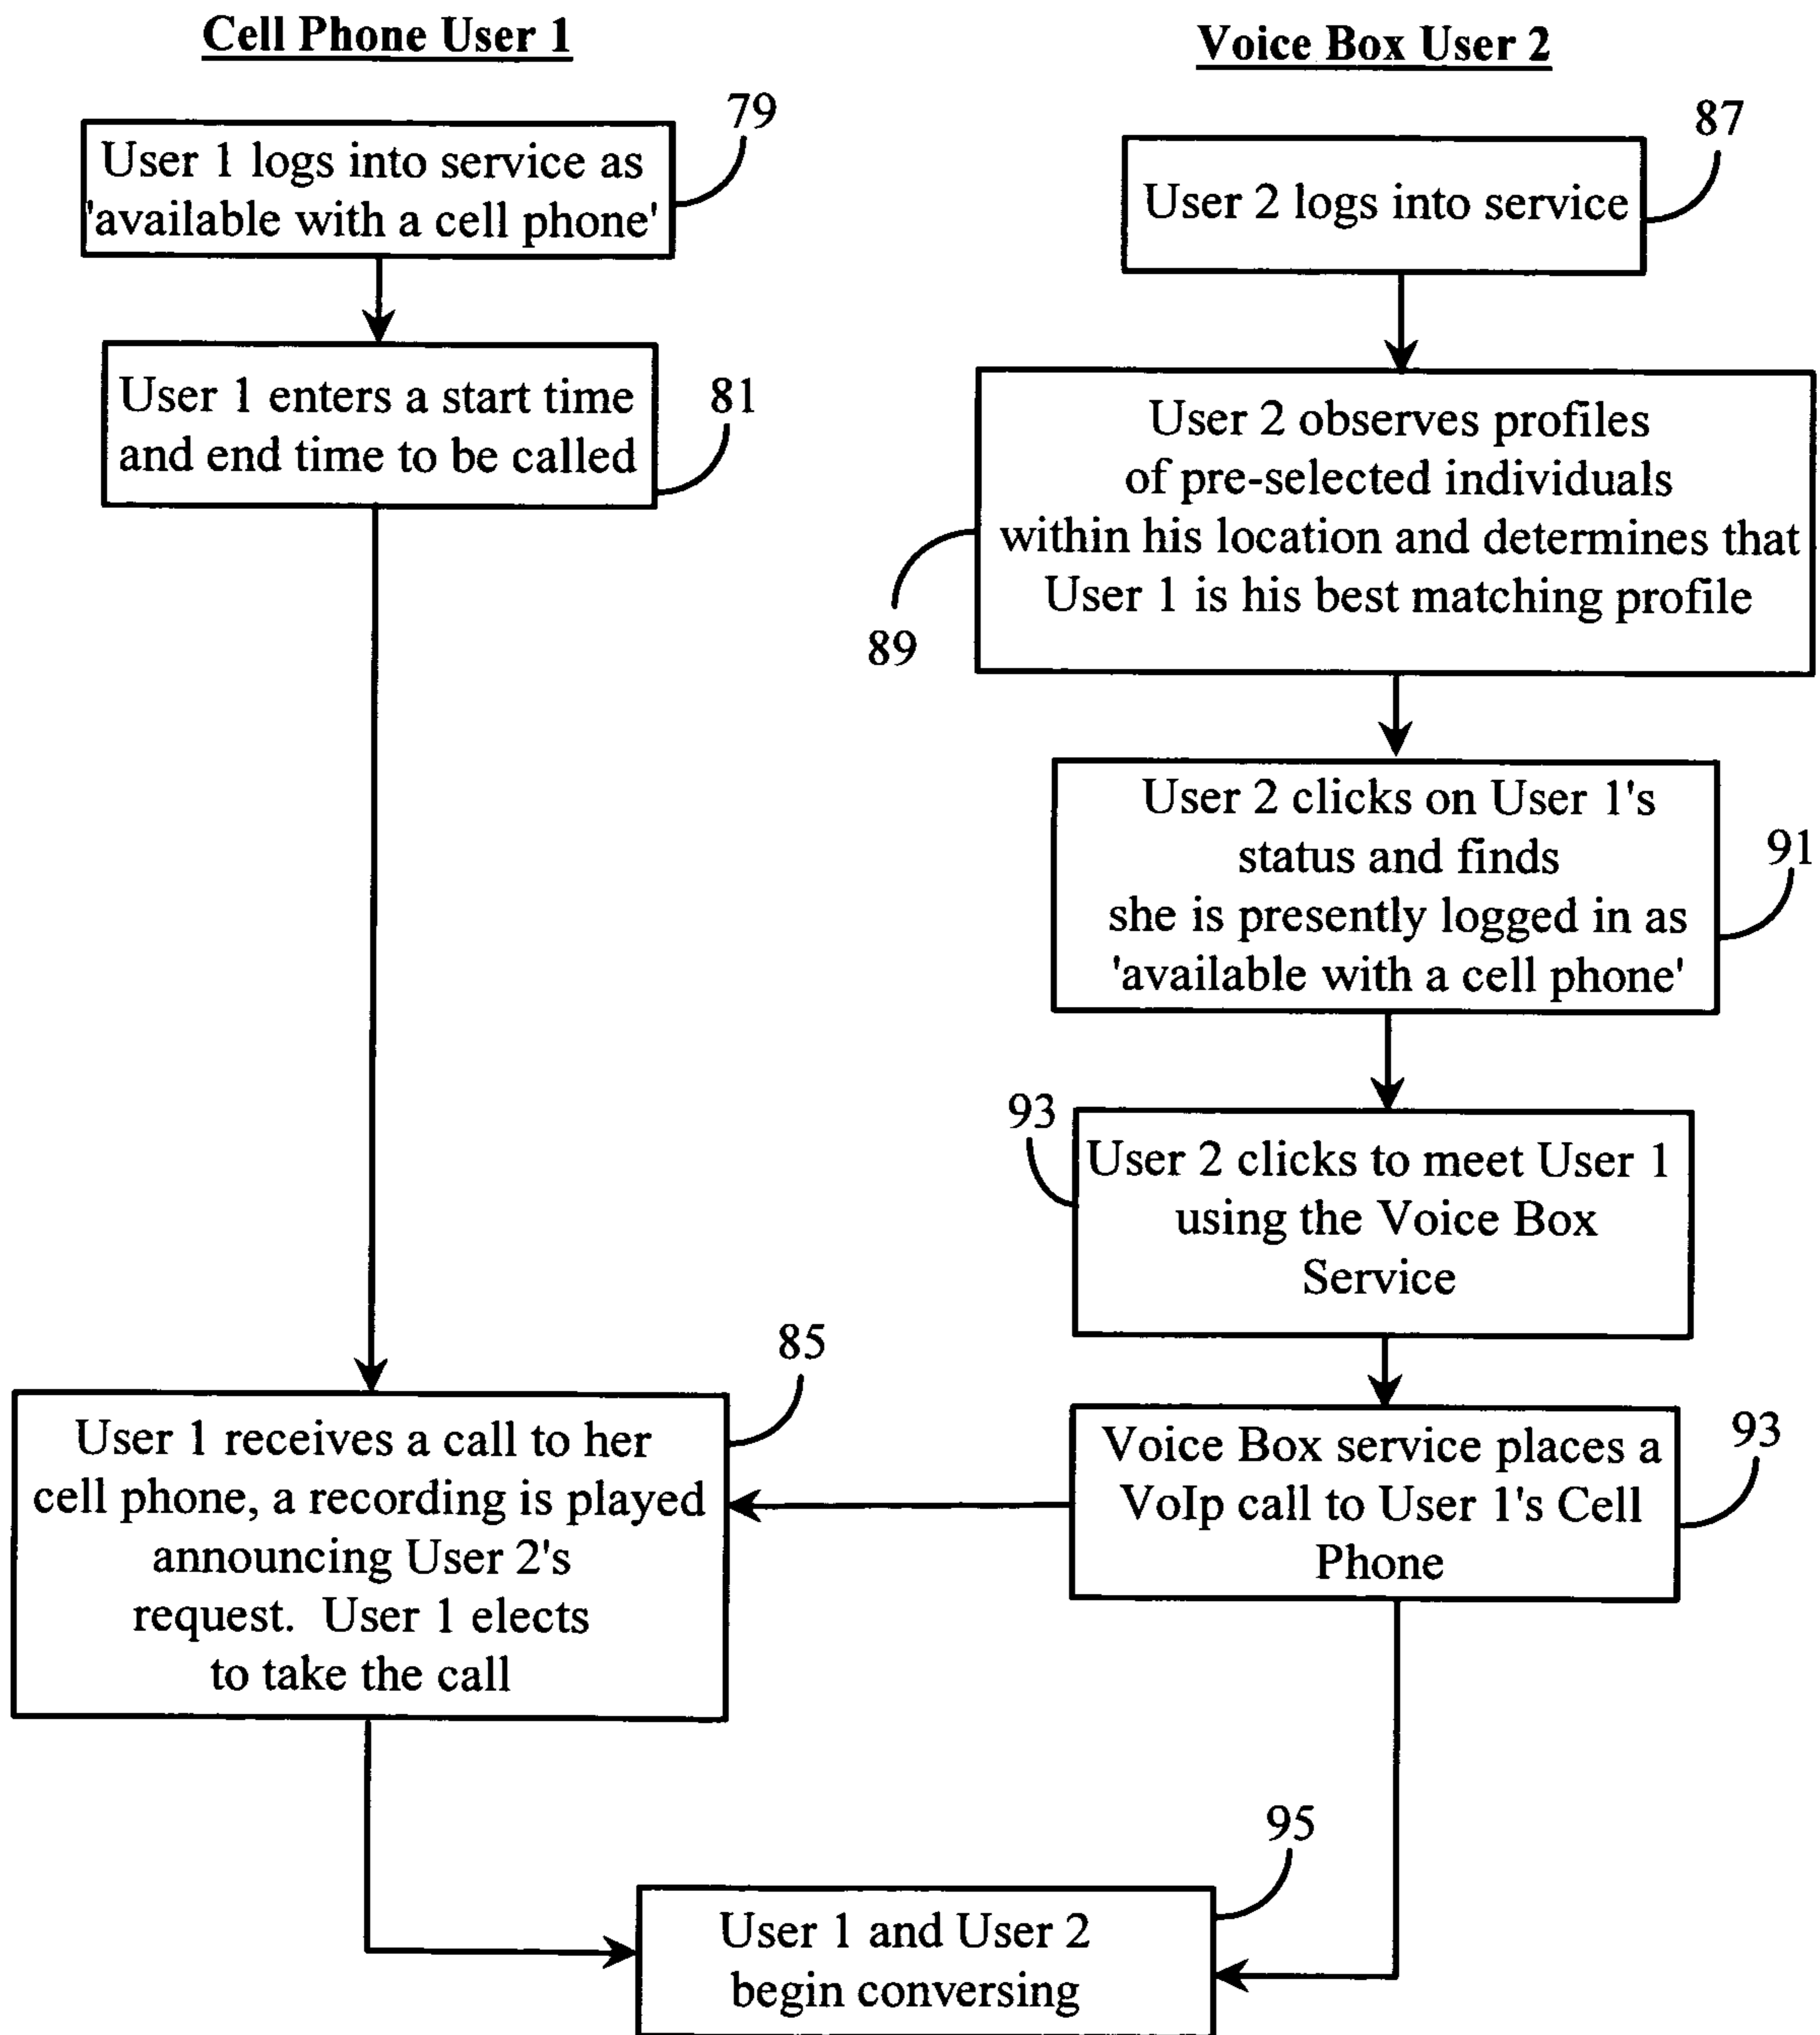 Cell Phone User 1
79
User 1 logs into service as
'available with a cell phone'
User 1 enters a start time
and end time to be called
81
User 1 receives a call to her
cell phone, a recording is played
announcing User 2's
request.  User 1 elects
to take the call
85
Voice Box User 2
87
User 2 logs into service
User 2 observes profiles
of pre-selected individuals
within his location and determines that
User 1 is his best matching profile
89
User 2 clicks on User 1's
status and finds
she is presently logged in as
'available with a cell phone'
91
93
User 2 clicks to meet User 1
using the Voice Box
Service
Voice Box service places a
VoIp call to User 1's Cell
Phone
93
95
User 1 and User 2
begin conversing